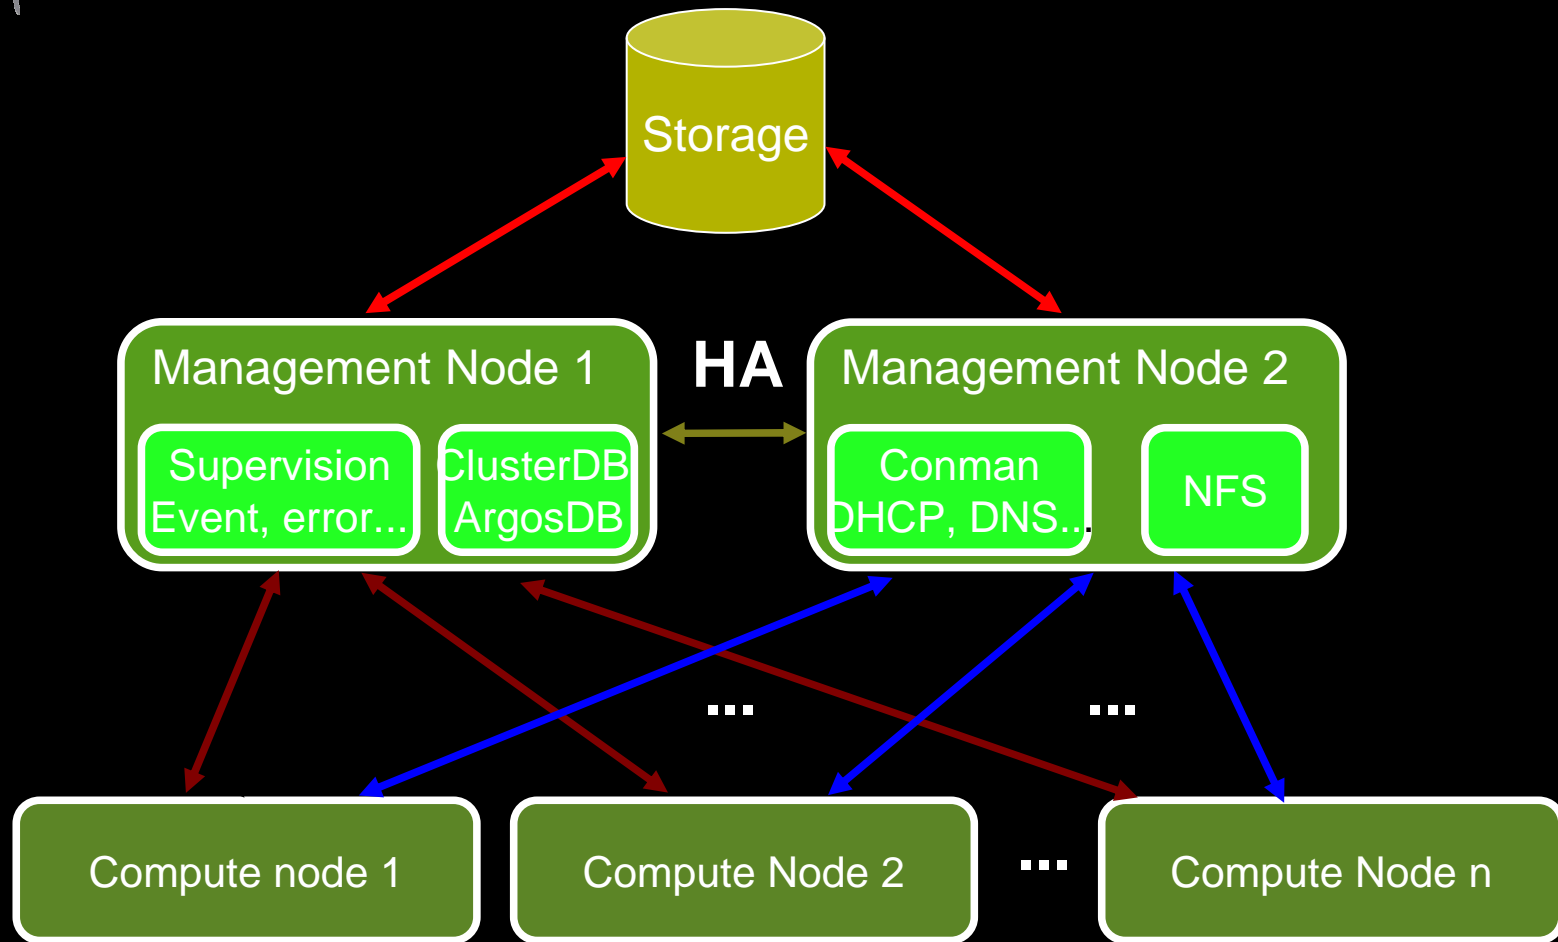 Storage
Management Node 1
HA
Management Node 2
Supervision
Event, error...
ClusterDB
ArgosDB
Conman
DHCP, DNS...
NFS
...
...
Compute node 1
Compute Node 2
...
Compute Node n